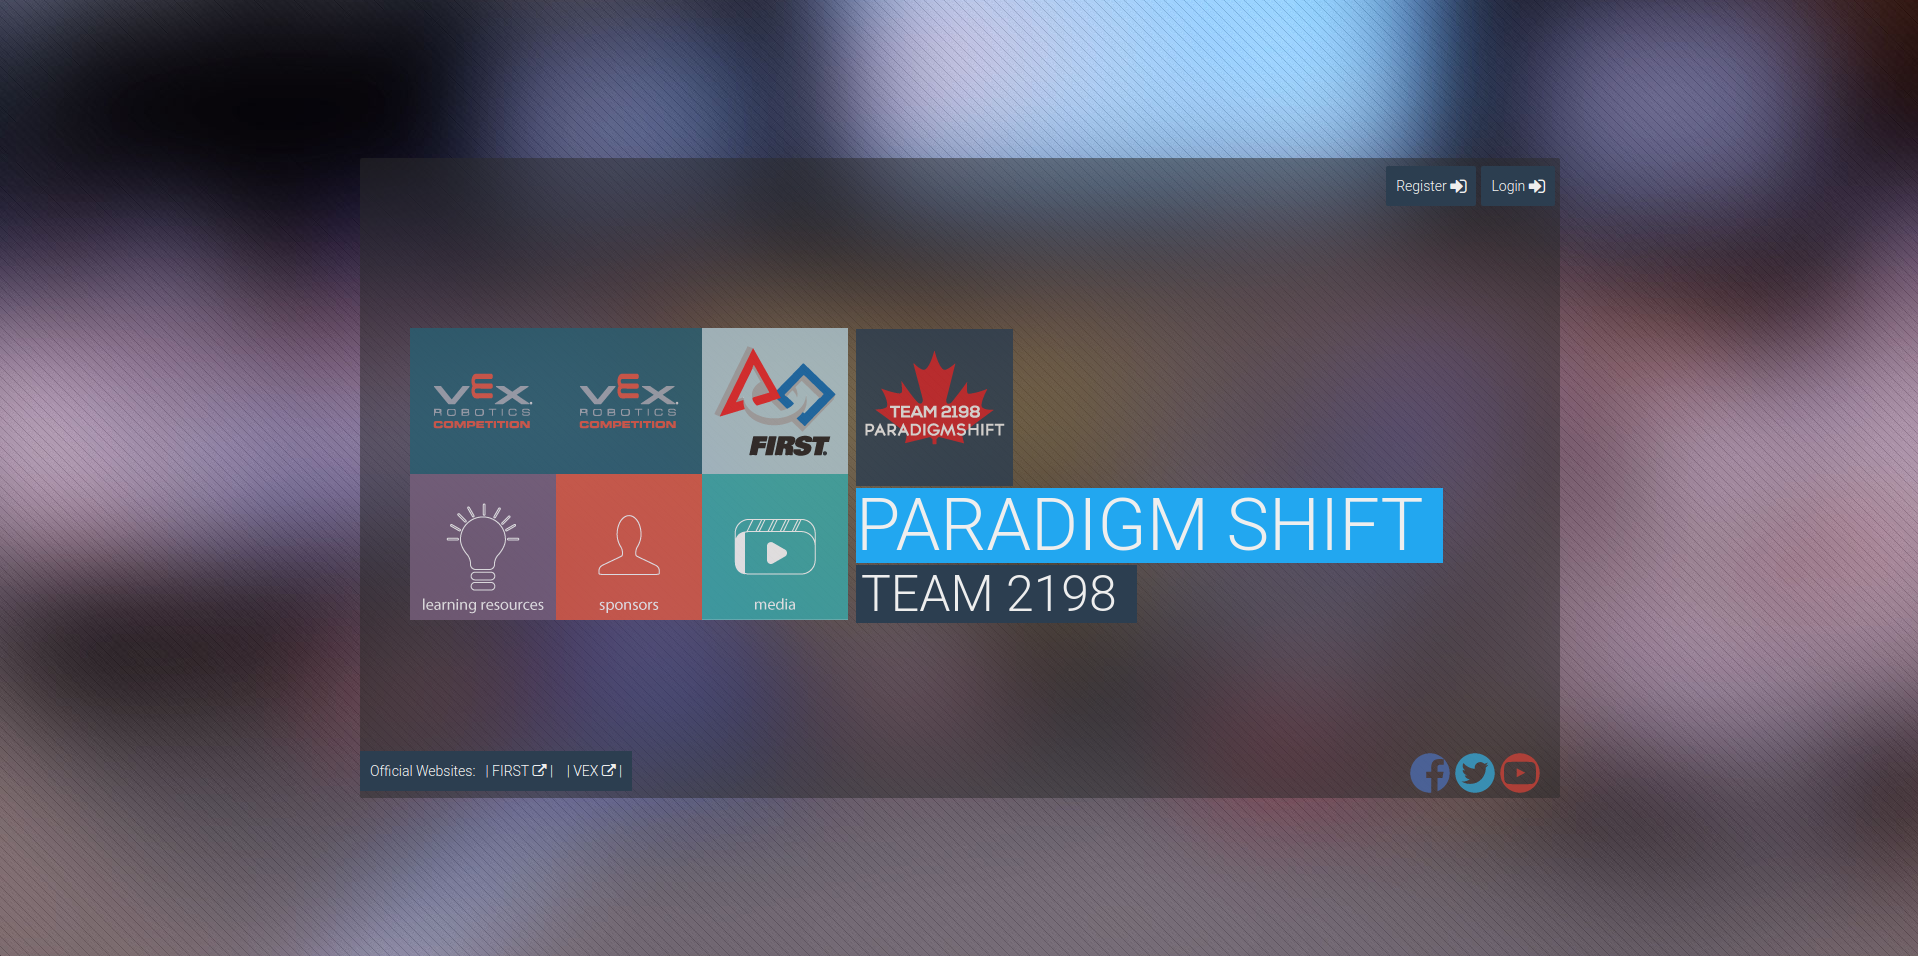 Register
Login
VEX.
ROBOTICS
COMPETITION
VEX.
ROBOTICS
COMPETITION
FIRST.
TEAM 2198
PARADIGMSHIFT
learning resources
sponsors
media
PARADIGM SHIFT
TEAM 2198
Official Websites: | FIRST | | VEX |